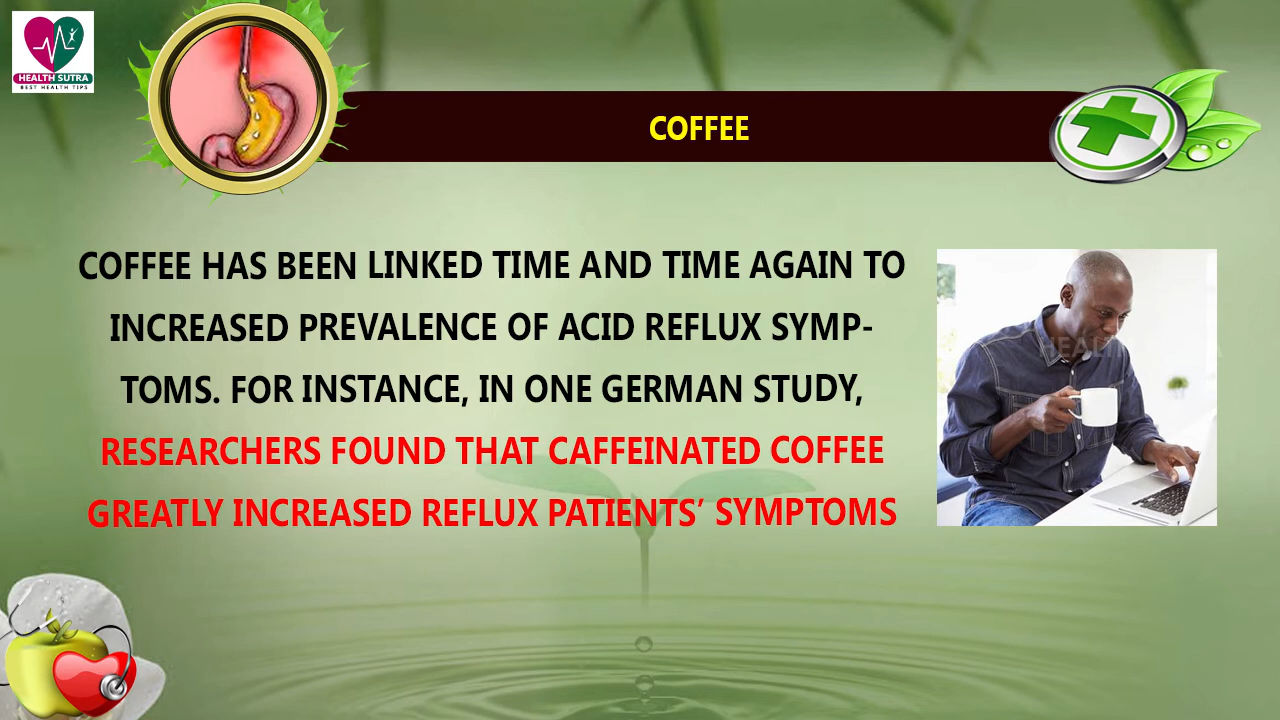 HEALTH SUTRA
BEST HEALTH TIPS
COFFEE
COFFEE HAS BEEN LINKED TIME AND TIME AGAIN TO
INCREASED PREVALENCE OF ACID REFLUX SYMP-
TOMS. FOR INSTANCE, IN ONE GERMAN STUDY,
RESEARCHERS FOUND THAT CAFFEINATED COFFEE
GREATLY INCREASED REFLUX PATIENTS’ SYMPTOMS